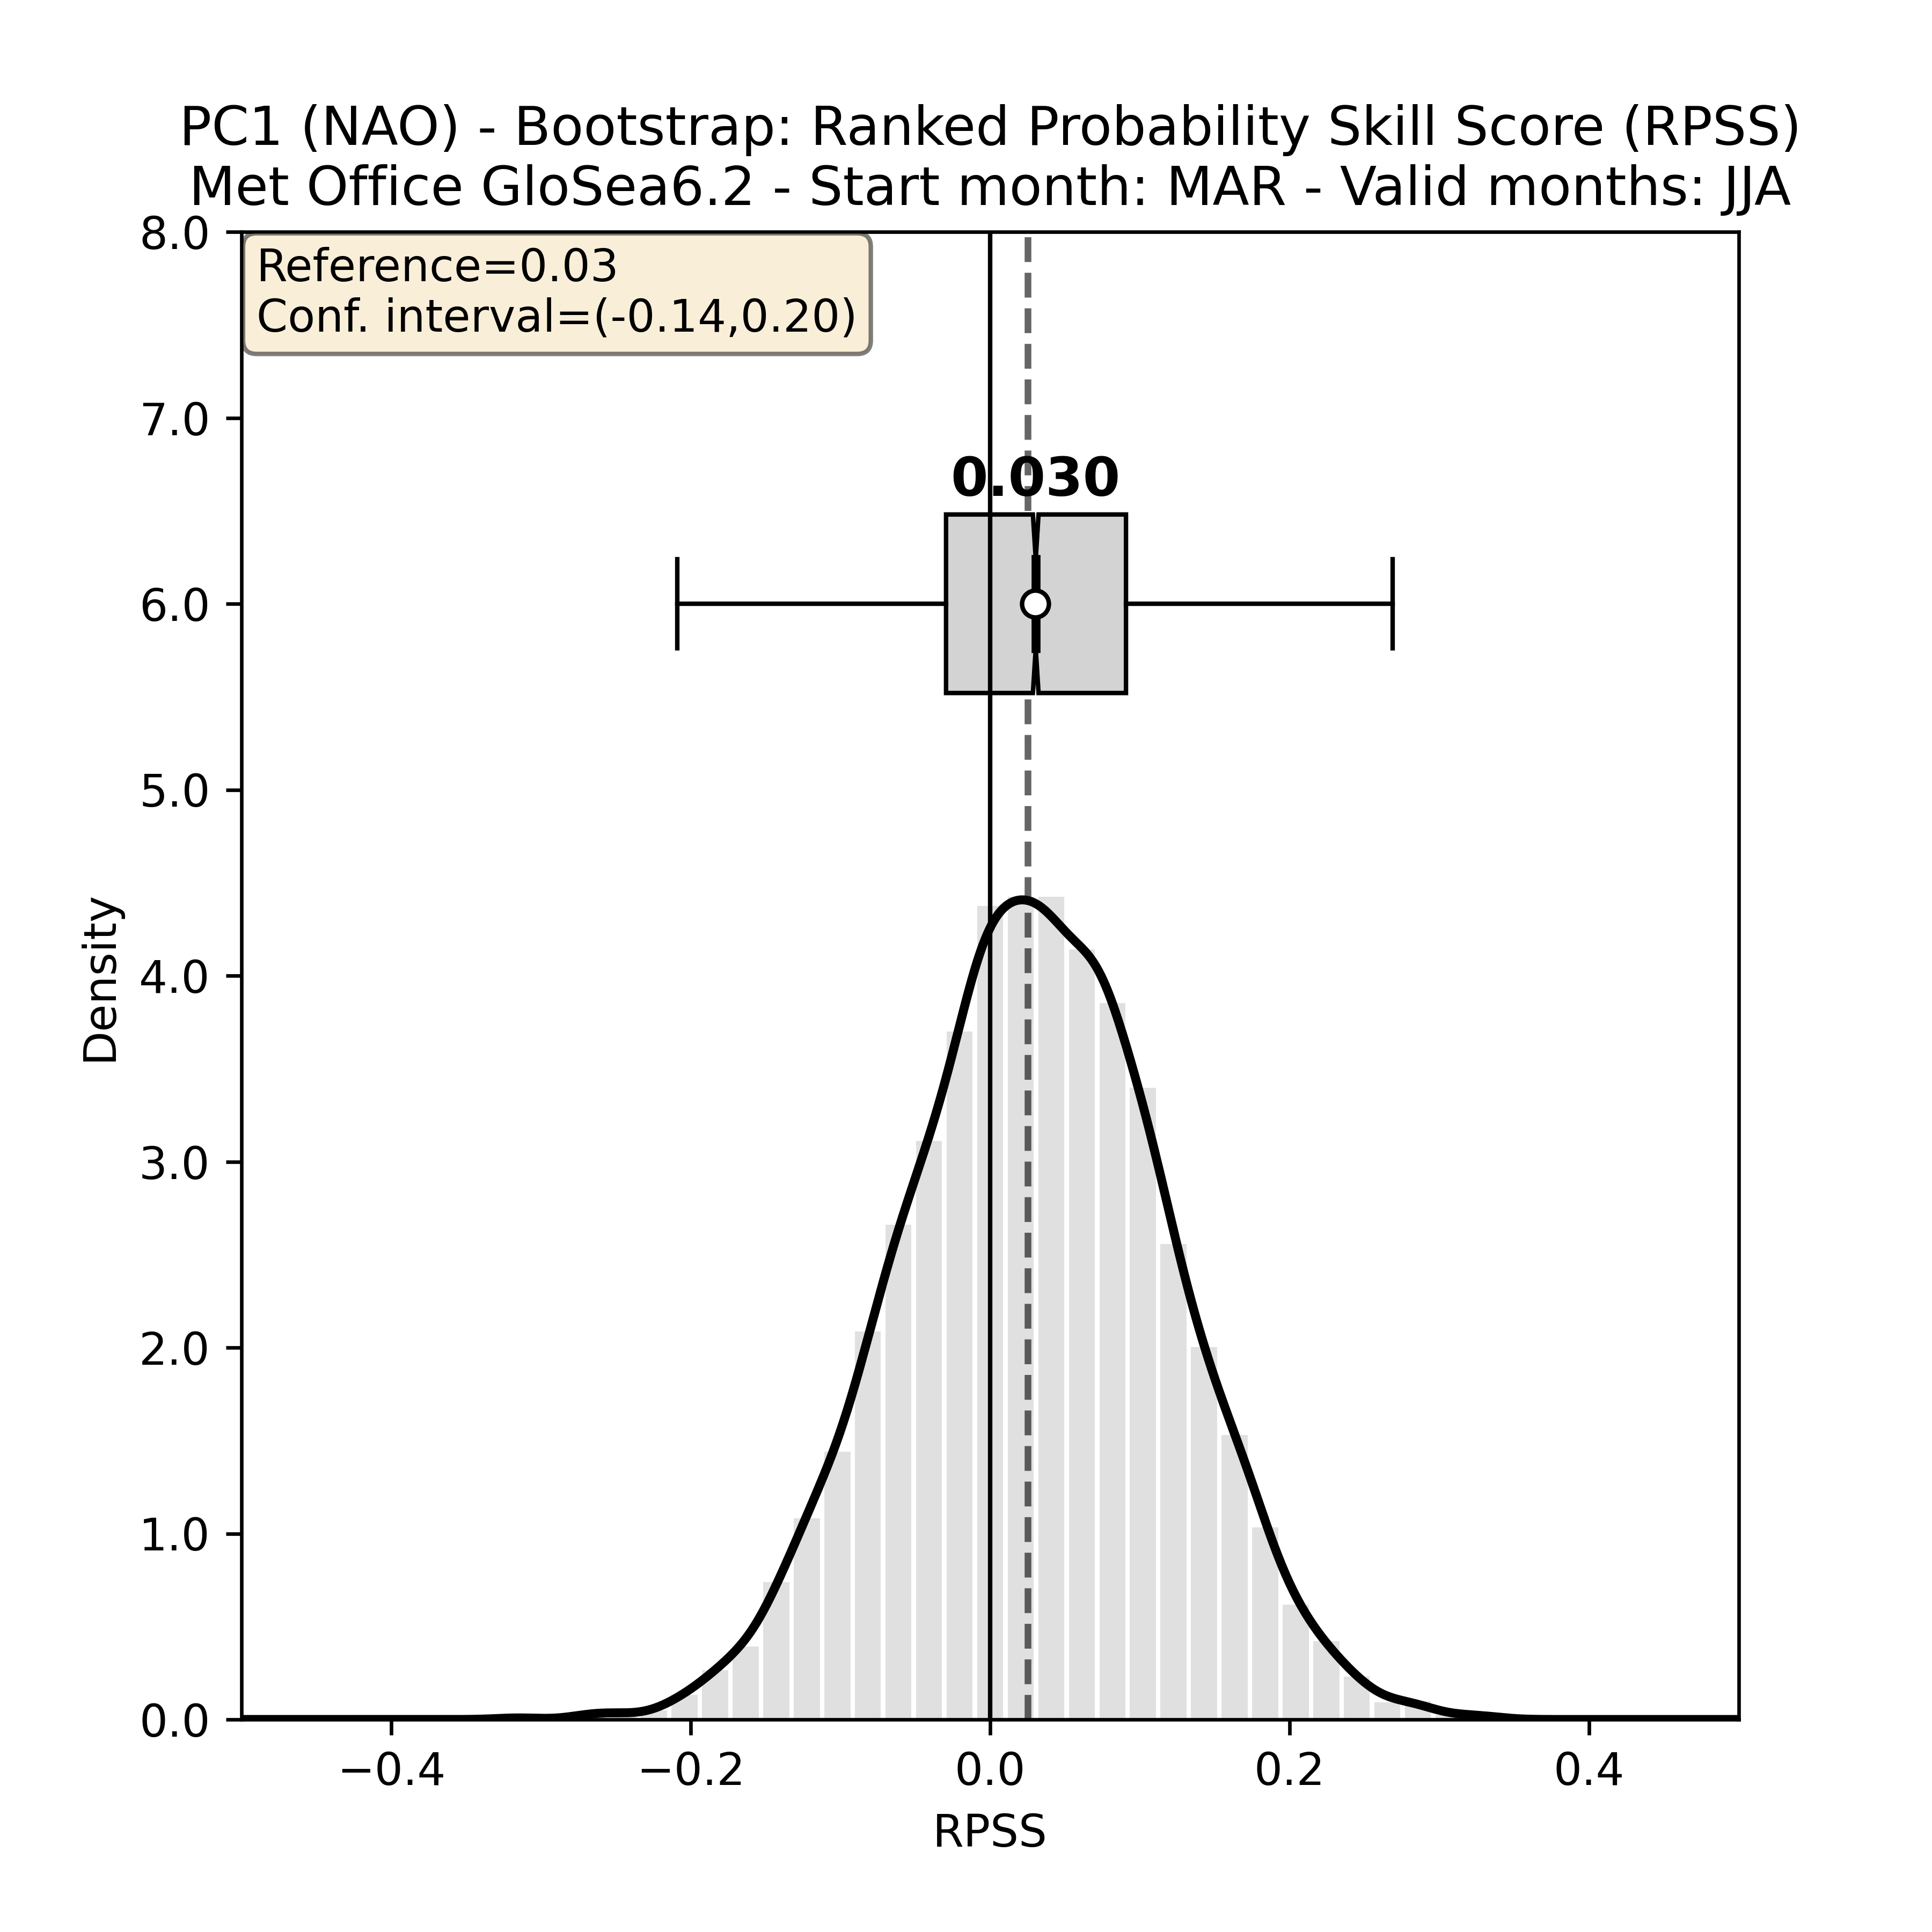 PC1 (NAO) - Bootstrap: Ranked Probability Skill Score (RPSS)
Met Office GloSea6.2 - Start month: MAR - Valid months: JJA
Reference=0.03
Conf. interval=(-0.14,0.20)
0.030
8.0
7.0
6.0
5.0
4.0
3.0
2.0
1.0
0.0
Density
−0.4
−0.2
0.0
0.2
0.4
RPSS